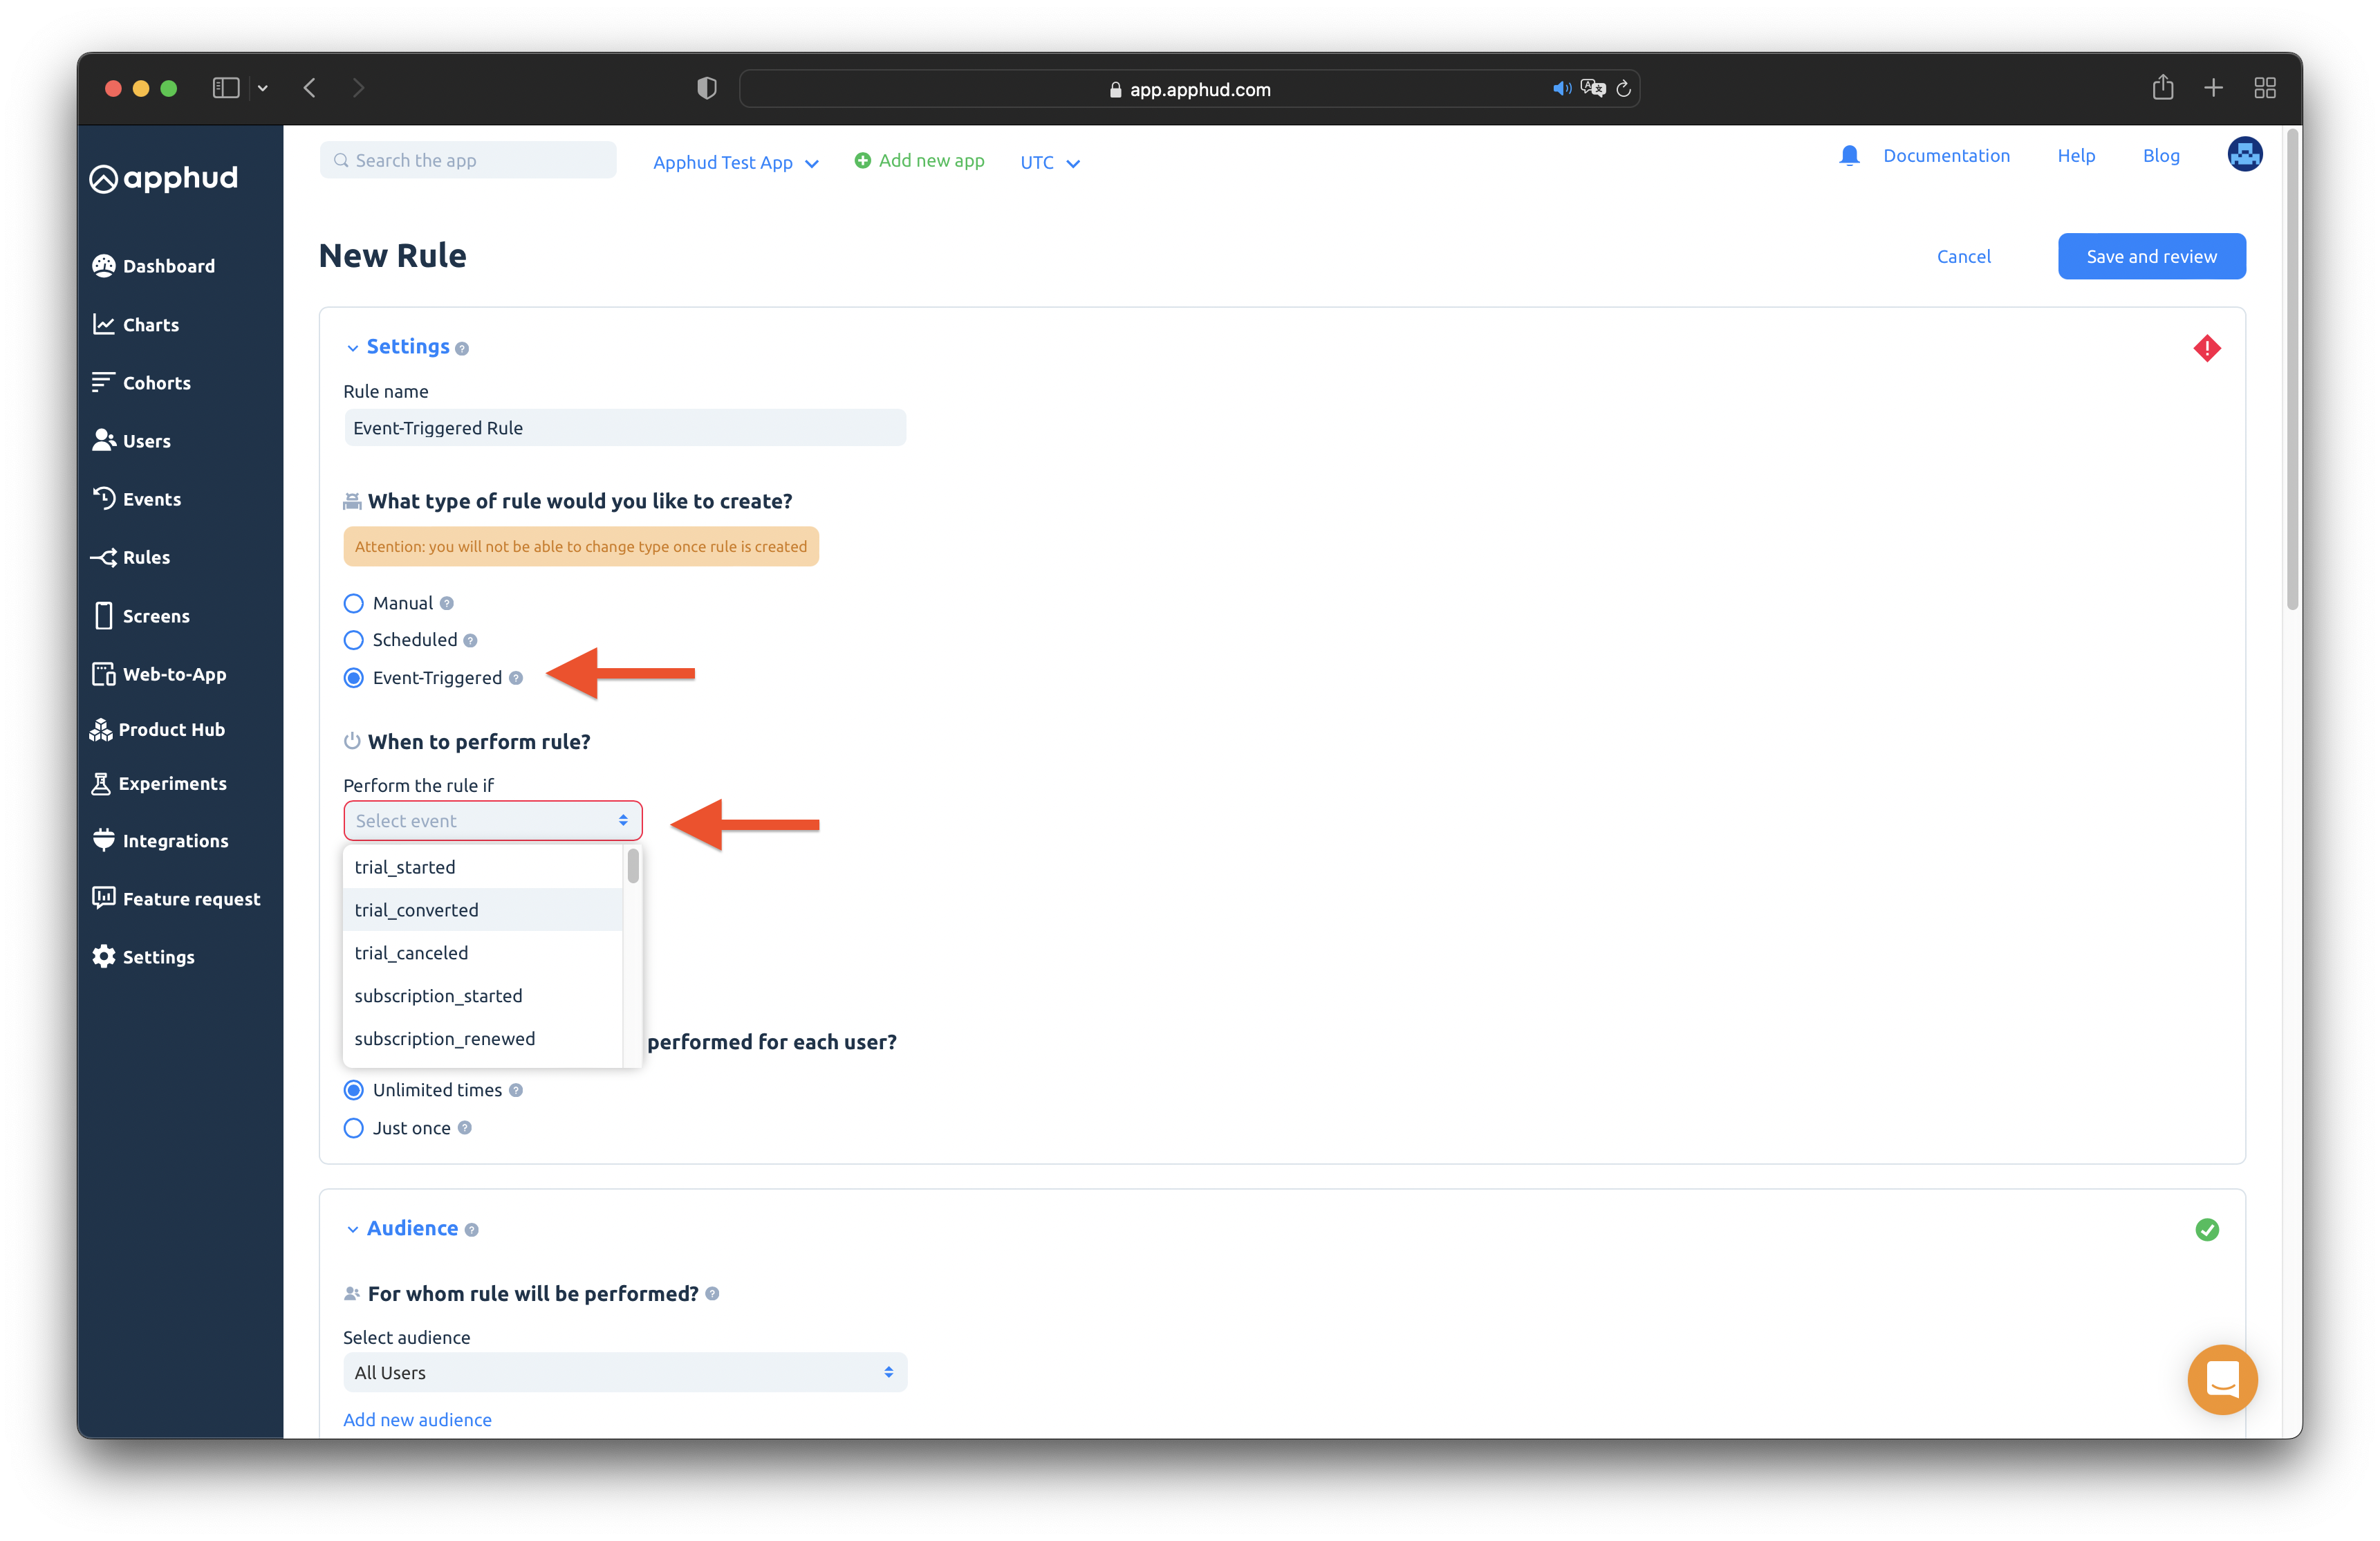 app.apphud.com
apphud
Search the app
Apphud Test App
Add new app
UTC
Documentation
Help
Blog
Dashboard
Charts
Cohorts
Users
Events
Rules
Screens
Web-to-App
Product Hub
Experiments
Integrations
Feature request
Settings
New Rule
Cancel
Save and review
Settings
Rule name
Event-Triggered Rule
What type of rule would you like to create?
Attention: you will not be able to change type once rule is created
Manual
Scheduled
Event-Triggered
When to perform rule?
Perform the rule if
Select event
trial_started
trial_converted
trial_canceled
subscription_started
subscription_renewed
performed for each user?
Unlimited times
Just once
Audience
For whom rule will be performed?
Select audience
All Users
Add new audience